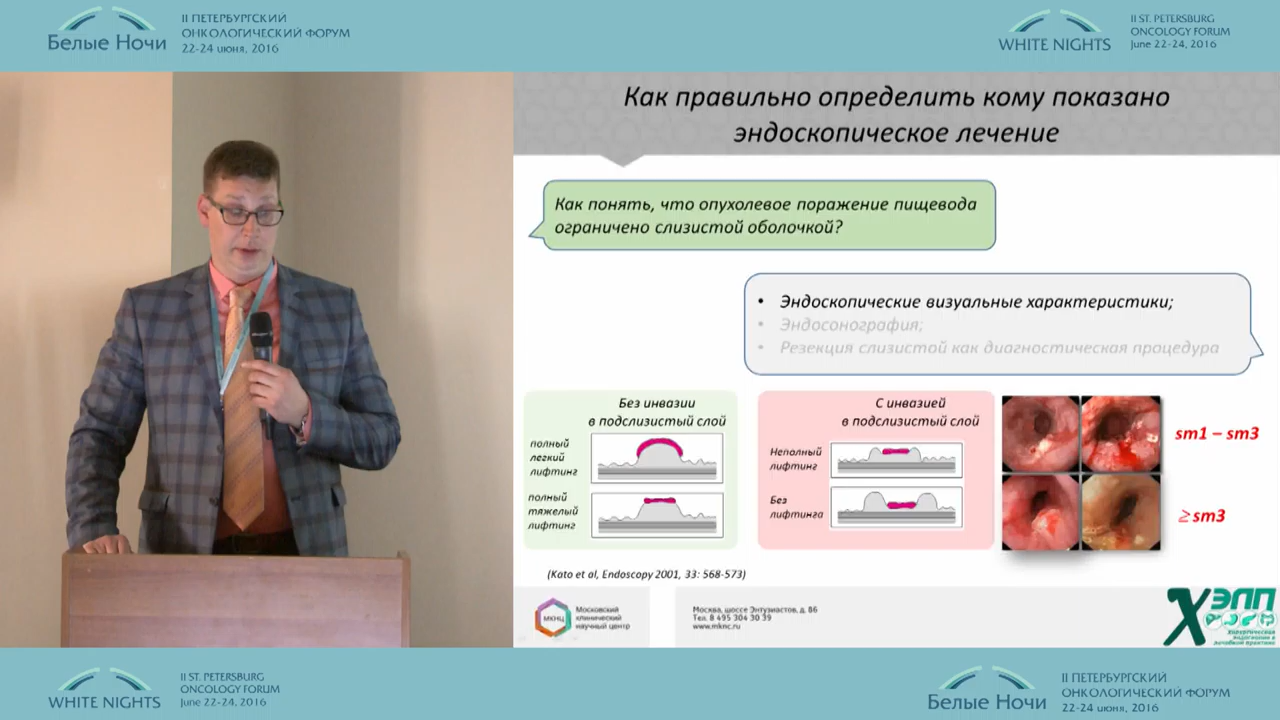 Белые Ночи
II ПЕТЕРБУРГСКИЙ
ОНКОЛОГИЧЕСКИЙ ФОРУМ
22-24 июня, 2016
WHITE NIGHTS
II ST. PETERSBURG
ONCOLOGY FORUM
June 22-24, 2016
Как правильно определить кому показано
эндоскопическое лечение
Как понять, что опухолевое поражение пищевода
ограничено слизистой оболочкой?
• Эндоскопические визуальные характеристики;
• Эндосонография;
• Резекция слизистой как диагностическая процедура
Без инвазии
в подслизистый слой
полный
легкий
лифтинг
полный
тяжелый
лифтинг
С инвазией
в подслизистый слой
Неполный
лифтинг
Без
лифтинга
sm1 – sm3
≥sm3
(Kato et al, Endoscopy 2001, 33: 568-573)
МКНЦ
Московский
клинический
научный центр
Москва, шоссе Энтузиастов, д. 86
Тел. 8 495 304 30 39
www.mknc.ru
ХЭЛП
хирургическая
эндоскопия в
лечебной практике
WHITE NIGHTS
II ST. PETERSBURG
ONCOLOGY FORUM
June 22-24, 2016
Белые Ночи
II ПЕТЕРБУРГСКИЙ
ОНКОЛОГИЧЕСКИЙ ФОРУМ
22-24 июня, 2016